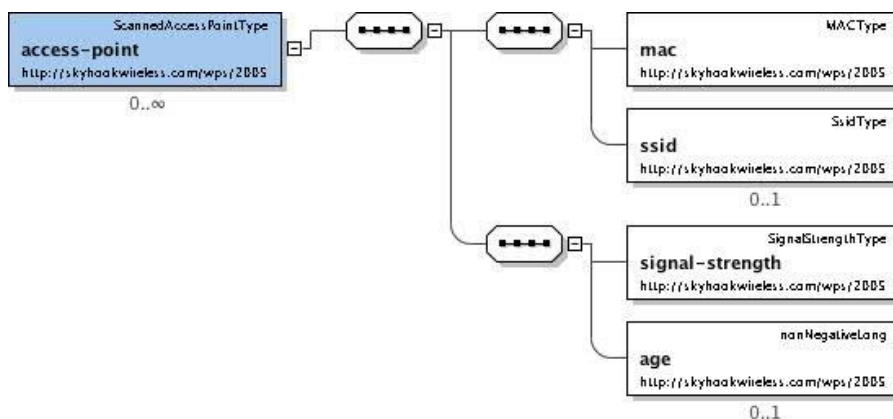 ScannedAccessPointType
access-point
http://skyhookwireless.com/wps/2005
0..∞
MACType
mac
http://skyhookwireless.com/wps/2005
SsidType
ssid
http://skyhookwireless.com/wps/2005
0..1
SignalStrengthType
signal-strength
http://skyhookwireless.com/wps/2005
nonNegativeLong
age
http://skyhookwireless.com/wps/2005
0..1